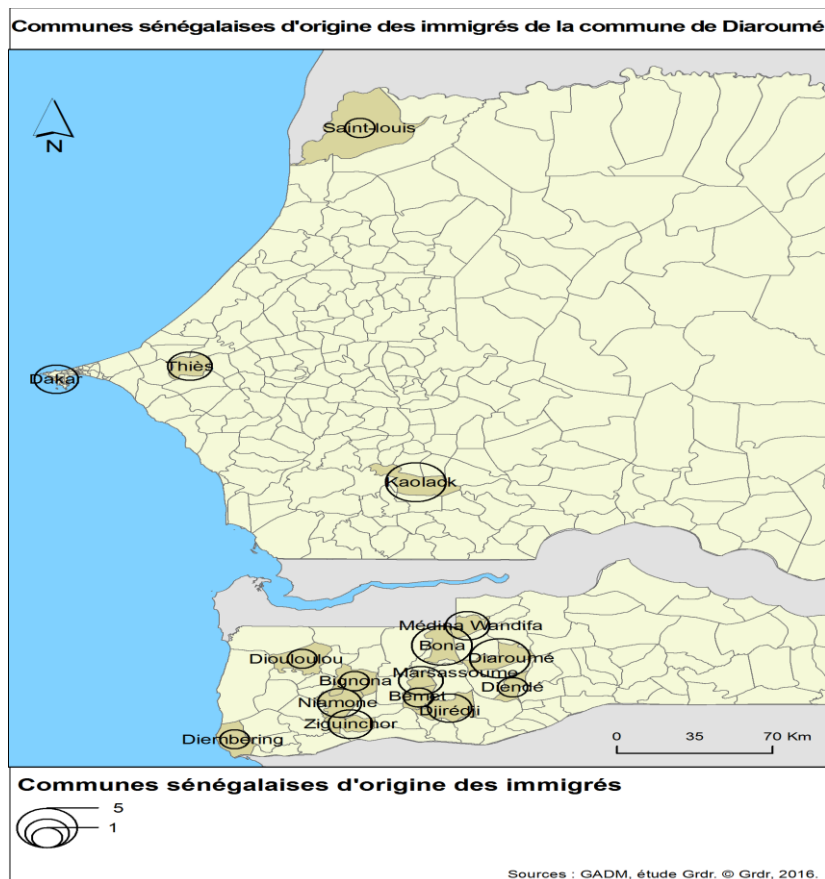 Communes sénégalaises d'origine des immigrés de la commune de Diaroumé
Saint-louis
N
Thiès
Dakar
Kaolack
Médina Wandifa
Bona
Diouloulou
Diaroumé
Marsassoume
Bignona
Diendé
Bémet
Niamone
Djirédji
Ziguinchor
Diembering
0 35 70 Km
Communes sénégalaises d'origine des immigrés
5
1
Sources : GADM, étude Grdr. © Grdr, 2016.